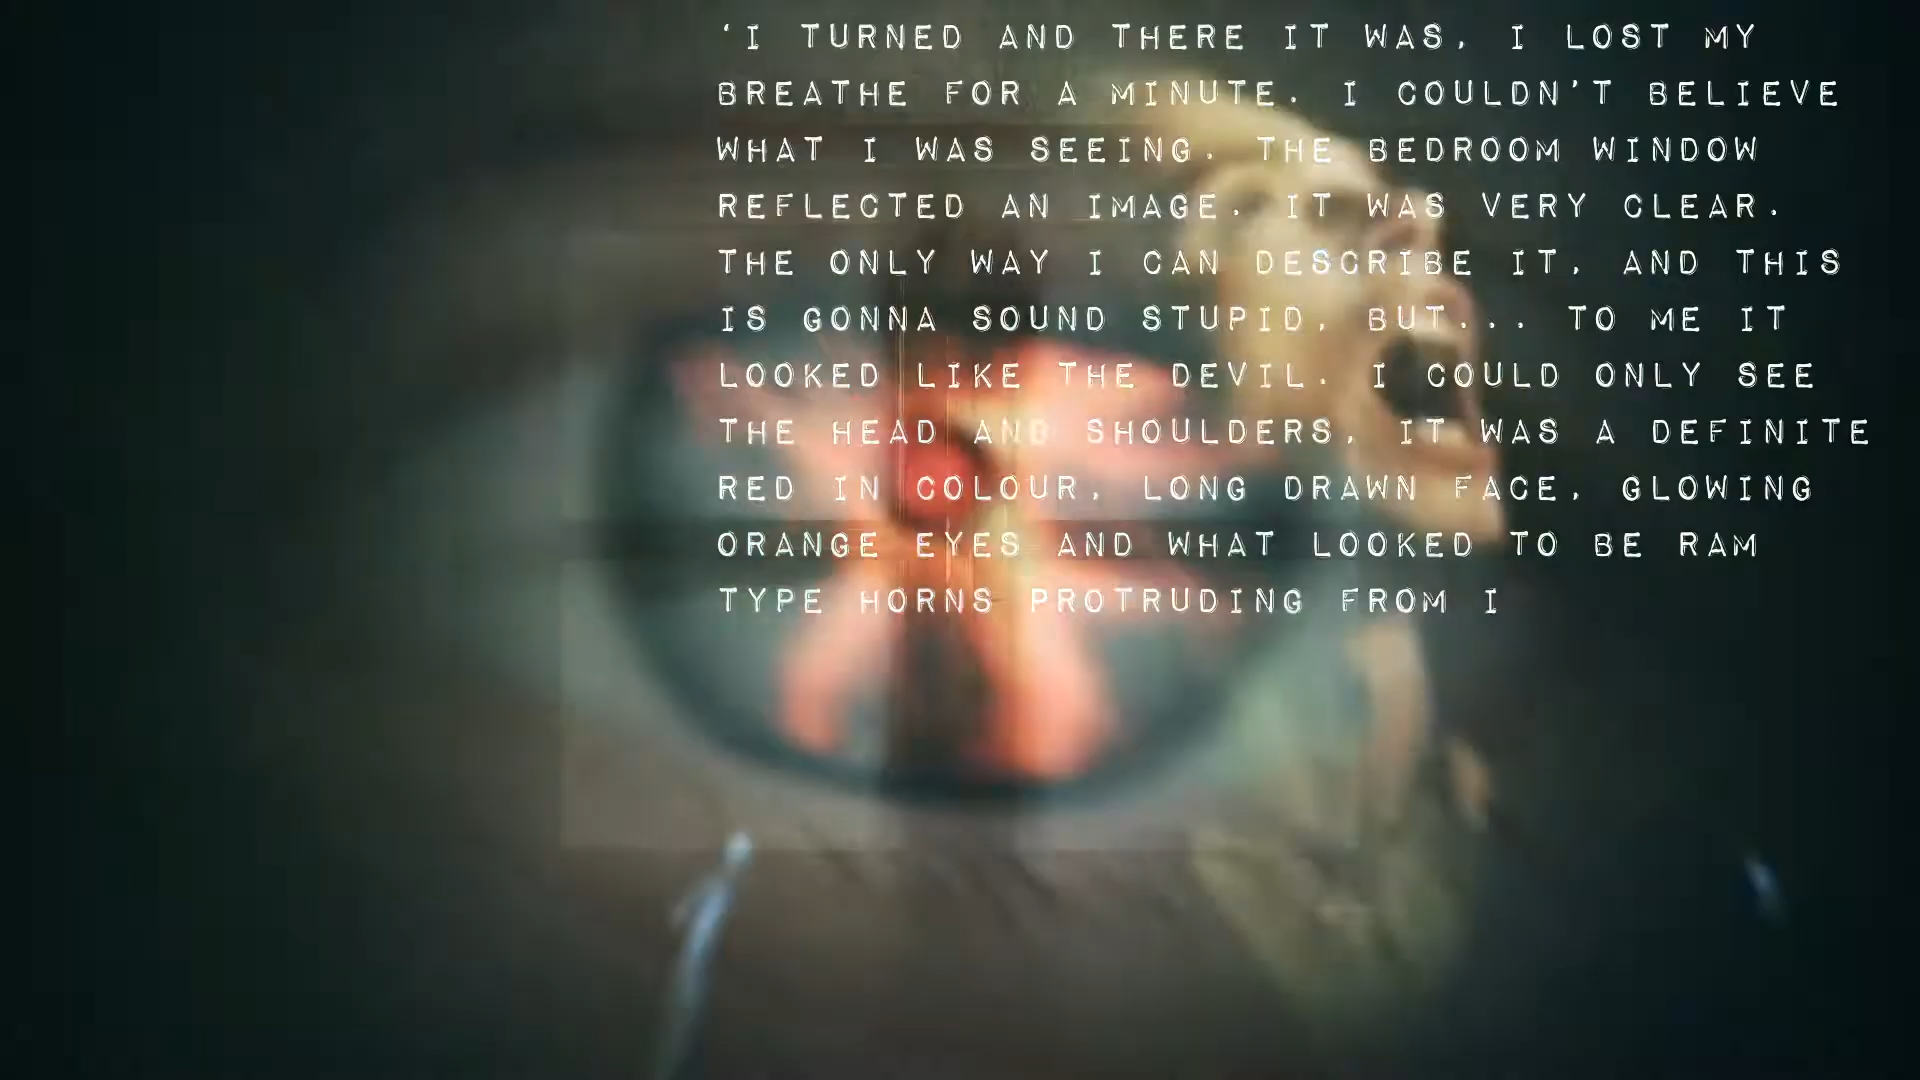 ‘I TURNED AND THERE IT WAS, I LOST MY
BREATHE FOR A MINUTE. I COULDN'T BELIEVE
WHAT I WAS SEEING. THE BEDROOM WINDOW
REFLECTED AN IMAGE. IT WAS VERY CLEAR.
THE ONLY WAY I CAN DESCRIBE IT, AND THIS
IS GONNA SOUND STUPID, BUT... TO ME IT
LOOKED LIKE THE DEVIL. I COULD ONLY SEE
THE HEAD AND SHOULDERS, IT WAS A DEFINITE
RED IN COLOUR, LONG DRAWN FACE, GLOWING
ORANGE EYES AND WHAT LOOKED TO BE RAM
TYPE HORNS PROTRUDING FROM I